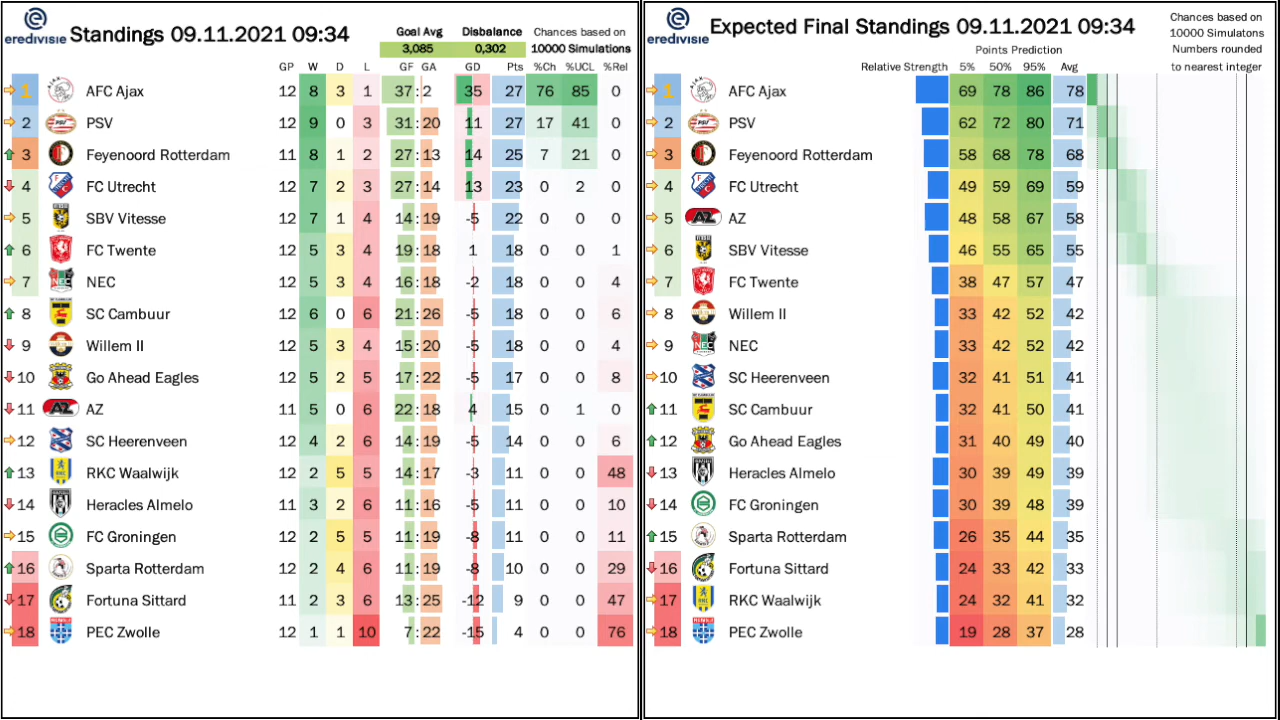 eredivisie Standings 09.11.2021 09:34
Goal Avg Disbalance Chances based on
3,085 0,302 10000 Simulations
GP W D L GF GA GD Pts %Ch %UCL %Rel
1 AFC Ajax 12 8 3 1 37 : 2 35 27 76 85 0
2 PSV 12 9 0 3 31 : 20 11 27 17 41 0
3 Feyenoord Rotterdam 11 8 1 2 27 : 13 14 25 7 21 0
4 FC Utrecht 12 7 2 3 27 : 14 13 23 0 2 0
5 SBV Vitesse 12 7 1 4 14 : 19 -5 22 0 0 0
6 FC Twente 12 5 3 4 19 : 18 1 18 0 0 1
7 NEC 12 5 3 4 16 : 18 -2 18 0 0 4
8 SC Cambuur 12 6 0 6 21 : 26 -5 18 0 0 6
9 Willem II 12 5 3 4 15 : 20 -5 18 0 0 4
10 Go Ahead Eagles 12 5 2 5 17 : 22 -5 17 0 0 8
11 AZ 11 5 0 6 22 : 18 4 15 0 1 0
12 SC Heerenveen 12 4 2 6 14 : 19 -5 14 0 0 6
13 RKC Waalwijk 12 2 5 5 14 : 17 -3 11 0 0 48
14 Heracles Almelo 11 3 2 6 11 : 16 -5 11 0 0 10
15 FC Groningen 12 2 5 5 11 : 19 -8 11 0 0 11
16 Sparta Rotterdam 12 2 4 6 11 : 19 -8 10 0 0 29
17 Fortuna Sittard 11 2 3 6 13 : 25 -12 9 0 0 47
18 PEC Zwolle 12 1 1 10 7 : 22 -15 4 0 0 76
eredivisie Expected Final Standings 09.11.2021 09:34
Chances based on
10000 Simulatons
Numbers rounded
to nearest integer
Points Prediction
Relative Strength 5% 50% 95% Avg
1 AFC Ajax 69 78 86 78
2 PSV 62 72 80 71
3 Feyenoord Rotterdam 58 68 78 68
4 FC Utrecht 49 59 69 59
5 AZ 48 58 67 58
6 SBV Vitesse 46 55 65 55
7 FC Twente 38 47 57 47
8 Willem II 33 42 52 42
9 NEC 33 42 52 42
10 SC Heerenveen 32 41 51 41
11 SC Cambuur 32 41 50 41
12 Go Ahead Eagles 31 40 49 40
13 Heracles Almelo 30 39 49 39
14 FC Groningen 30 39 48 39
15 Sparta Rotterdam 26 35 44 35
16 Fortuna Sittard 24 33 42 33
17 RKC Waalwijk 24 32 41 32
18 PEC Zwolle 19 28 37 28